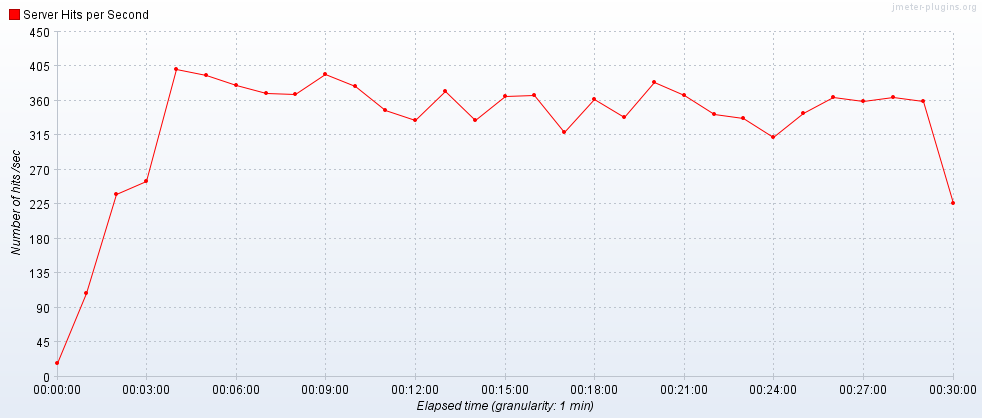 jmeter-plugins.org
Server Hits per Second
450
405
360
315
270
225
180
135
90
45
0
Number of hits /sec
00:00:00 00:03:00 00:06:00 00:09:00 00:12:00 00:15:00 00:18:00 00:21:00 00:24:00 00:27:00 00:30:00
Elapsed time (granularity: 1 min)